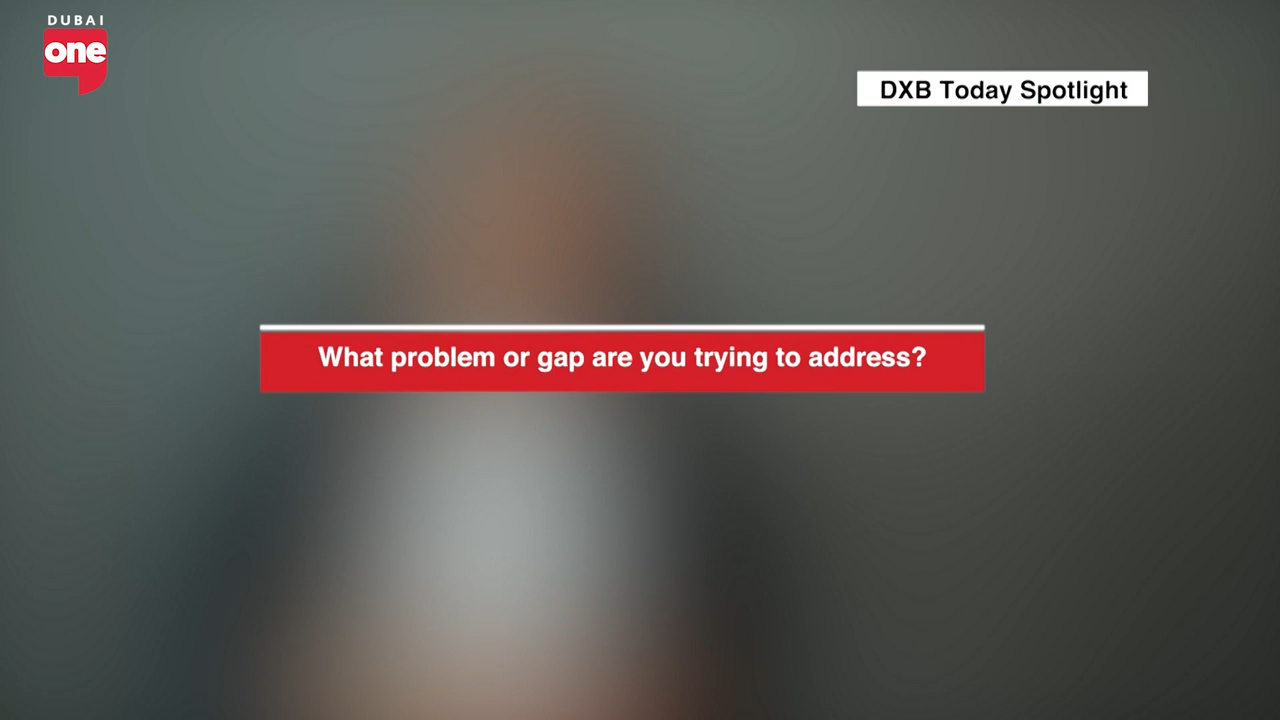 DUBAI
one
DXB Today Spotlight
What problem or gap are you trying to address?